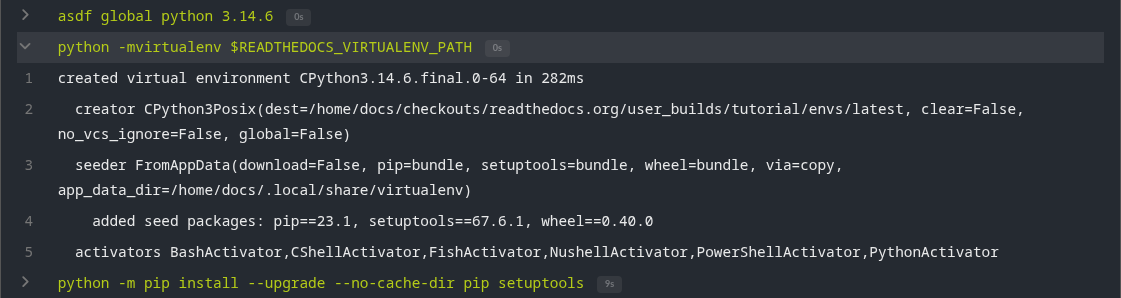 asdf global python 3.14.6 0s
python -mvirtualenv $READTHEDOCS_VIRTUALENV_PATH 0s
1 created virtual environment CPython3.14.6.final.0-64 in 282ms
2 creator CPython3Posix(dest=/home/docs/checkouts/readthedocs.org/user_builds/tutorial/envs/latest, clear=False,
no_vcs_ignore=False, global=False)
3 seeder FromAppData(download=False, pip=bundle, setuptools=bundle, wheel=bundle, via=copy,
app_data_dir=/home/docs/.local/share/virtualenv)
4 added seed packages: pip==23.1, setuptools==67.6.1, wheel==0.40.0
5 activators BashActivator,CShellActivator,FishActivator,NushellActivator,PowerShellActivator,PythonActivator
python -m pip install --upgrade --no-cache-dir pip setuptools 9s